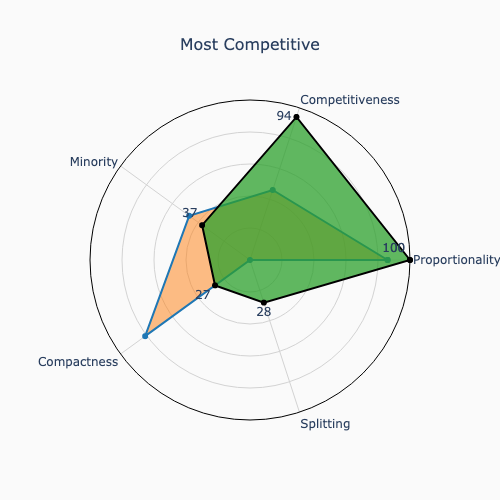 Most Competitive
Competitiveness
94
Minority
37
100
Proportionality
27
28
Compactness
Splitting